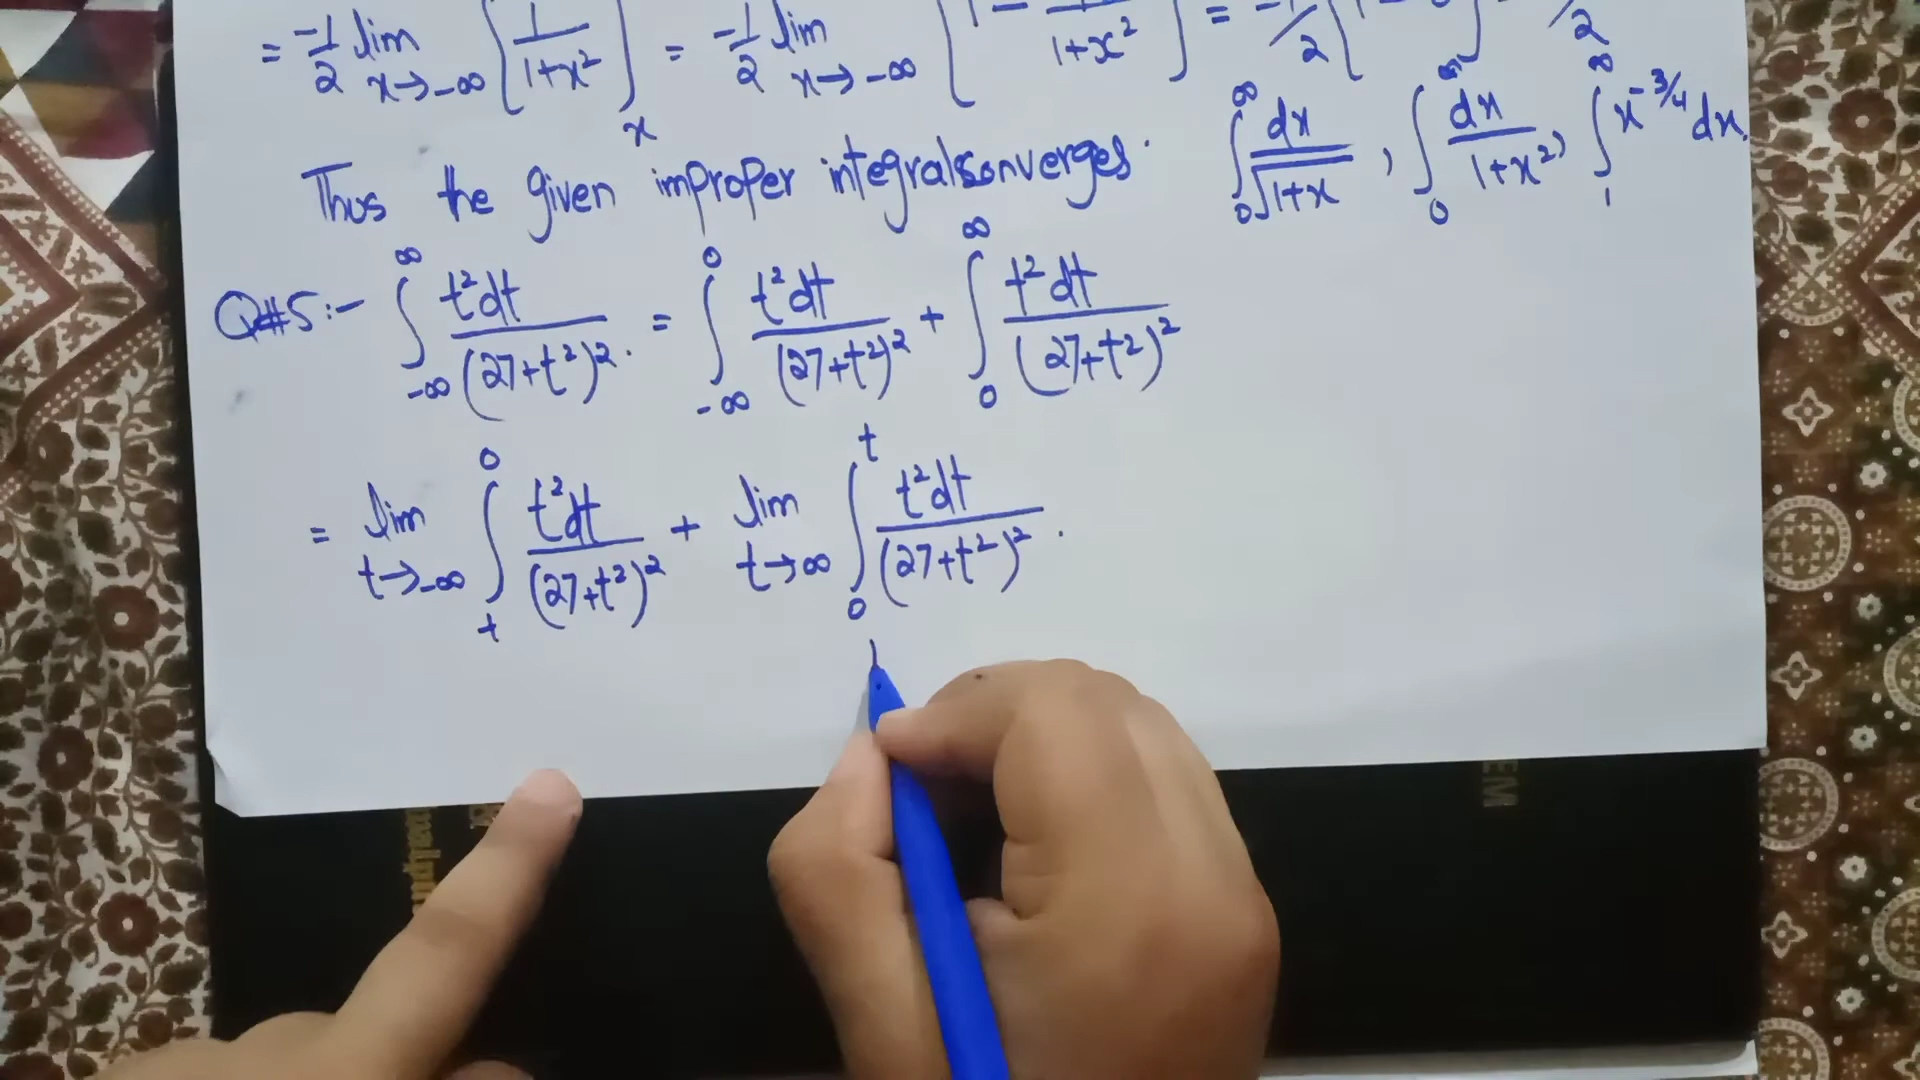 = -1/2 lim x→-∞ [1/(1+x²)]ₓ = -1/2 lim x→-∞ [1 - 1/(1+x²)] = -1/2 [1 - 0]
Thus the given improper integrals converges. ∫₀^∞ dx/√(1+x), ∫₀^∞ dx/(1+x²), ∫₁^∞ x^(-3/4) dx.
Q#5:- ∫_{-∞}^{∞} t²dt/(27+t²)². = ∫_{-∞}^{0} t²dt/(27+t²)² + ∫_{0}^{∞} t²dt/(27+t²)²
= lim t→-∞ ∫_{t}^{0} t²dt/(27+t²)² + lim t→∞ ∫_{0}^{t} t²dt/(27+t²)².